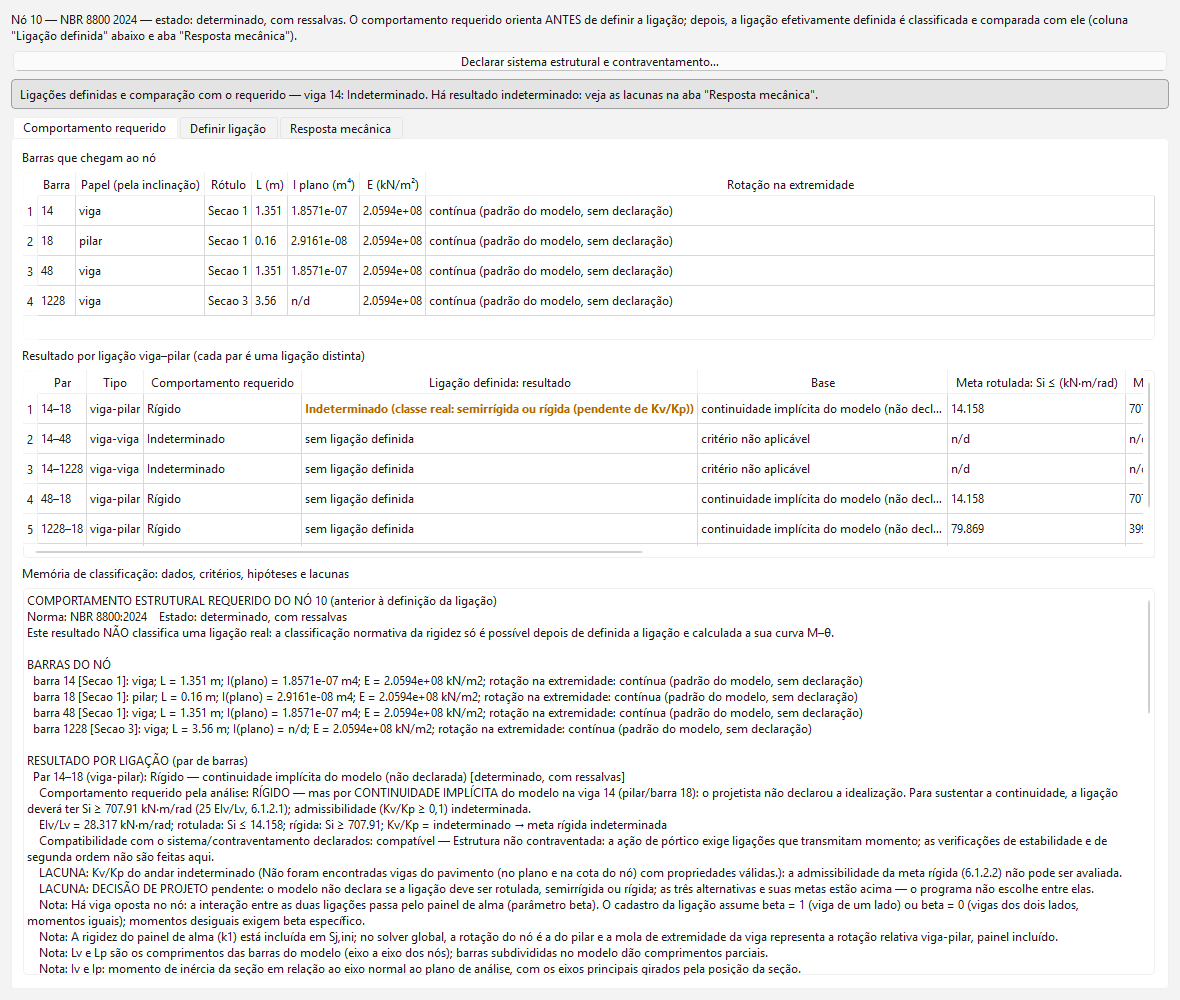 Nó 10 — NBR 8800 2024 — estado: determinado, com ressalvas. O comportamento requerido orienta ANTES de definir a ligação; depois, a ligação efetivamente definida é classificada e comparada com ele (coluna
"Ligação definida" abaixo e aba "Resposta mecânica").
Declarar sistema estrutural e contraventamento...
Ligações definidas e comparação com o requerido — viga 14: Indeterminado. Há resultado indeterminado: veja as lacunas na aba "Resposta mecânica".
Comportamento requerido Definir ligação Resposta mecânica
Barras que chegam ao nó
Barra Papel (pela inclinação) Rótulo L (m) I plano (m⁴) E (kN/m²) Rotação na extremidade
1 14 viga Secao 1 1.351 1.8571e-07 2.0594e+08 contínua (padrão do modelo, sem declaração)
2 18 pilar Secao 1 0.16 2.9161e-08 2.0594e+08 contínua (padrão do modelo, sem declaração)
3 48 viga Secao 1 1.351 1.8571e-07 2.0594e+08 contínua (padrão do modelo, sem declaração)
4 1228 viga Secao 3 3.56 n/d 2.0594e+08 contínua (padrão do modelo, sem declaração)
Resultado por ligação viga–pilar (cada par é uma ligação distinta)
Par Tipo Comportamento requerido Ligação definida: resultado Base Meta rotulada: Si ≤ (kN·m/rad) M
1 14–18 viga-pilar Rígido Indeterminado (classe real: semirrígida ou rígida (pendente de Kv/Kp)) continuidade implícita do modelo (não decl... 14.158 707
2 14–48 viga-viga Indeterminado sem ligação definida critério não aplicável n/d n/d
3 14–1228 viga-viga Indeterminado sem ligação definida critério não aplicável n/d n/d
4 48–18 viga-pilar Rígido sem ligação definida continuidade implícita do modelo (não decl... 14.158 707
5 1228–18 viga-pilar Rígido sem ligação definida continuidade implícita do modelo (não decl... 79.869 399
Memória de classificação: dados, critérios, hipóteses e lacunas
COMPORTAMENTO ESTRUTURAL REQUERIDO DO NÓ 10 (anterior à definição da ligação)
Norma: NBR 8800:2024 Estado: determinado, com ressalvas
Este resultado NÃO classifica uma ligação real: a classificação normativa da rigidez só é possível depois de definida a ligação e calculada a sua curva M–θ.
BARRAS DO NÓ
barra 14 [Secao 1]: viga; L = 1.351 m; I(plano) = 1.8571e-07 m4; E = 2.0594e+08 kN/m2; rotação na extremidade: contínua (padrão do modelo, sem declaração)
barra 18 [Secao 1]: pilar; L = 0.16 m; I(plano) = 2.9161e-08 m4; E = 2.0594e+08 kN/m2; rotação na extremidade: contínua (padrão do modelo, sem declaração)
barra 48 [Secao 1]: viga; L = 1.351 m; I(plano) = 1.8571e-07 m4; E = 2.0594e+08 kN/m2; rotação na extremidade: contínua (padrão do modelo, sem declaração)
barra 1228 [Secao 3]: viga; L = 3.56 m; I(plano) = n/d; E = 2.0594e+08 kN/m2; rotação na extremidade: contínua (padrão do modelo, sem declaração)
RESULTADO POR LIGAÇÃO (par de barras)
Par 14–18 (viga-pilar): Rígido — continuidade implícita do modelo (não declarada) [determinado, com ressalvas]
Comportamento requerido pela análise: RÍGIDO — mas por CONTINUIDADE IMPLÍCITA do modelo na viga 14 (pilar/barra 18): o projetista não declarou a idealização. Para sustentar a continuidade, a ligação
deverá ter Si ≥ 707.91 kN·m/rad (25 EIv/Lv, 6.1.2.1); admissibilidade (Kv/Kp ≥ 0,1) indeterminada.
EIv/Lv = 28.317 kN·m/rad; rotulada: Si ≤ 14.158; rígida: Si ≥ 707.91; Kv/Kp = indeterminado → meta rígida indeterminada
Compatibilidade com o sistema/contraventamento declarados: compatível — Estrutura não contraventada: a ação de pórtico exige ligações que transmitam momento; as verificações de estabilidade e de
segunda ordem não são feitas aqui.
LACUNA: Kv/Kp do andar indeterminado (Não foram encontradas vigas do pavimento (no plano e na cota do nó) com propriedades válidas.): a admissibilidade da meta rígida (6.1.2.2) não pode ser avaliada.
LACUNA: DECISÃO DE PROJETO pendente: o modelo não declara se a ligação deve ser rotulada, semirrígida ou rígida; as três alternativas e suas metas estão acima — o programa não escolhe entre elas.
Nota: Há viga oposta no nó: a interação entre as duas ligações passa pelo painel de alma (parâmetro beta). O cadastro da ligação assume beta = 1 (viga de um lado) ou beta = 0 (vigas dos dois lados,
momentos iguais); momentos desiguais exigem beta específico.
Nota: A rigidez do painel de alma (k1) está incluída em Sj,ini; no solver global, a rotação do nó é a do pilar e a mola de extremidade da viga representa a rotação relativa viga-pilar, painel incluído.
Nota: Lv e Lp são os comprimentos das barras do modelo (eixo a eixo dos nós); barras subdivididas no modelo dão comprimentos parciais.
Nota: Iv e Ip: momento de inércia da seção em relação ao eixo normal ao plano de análise, com os eixos principais girados pela posição da seção.